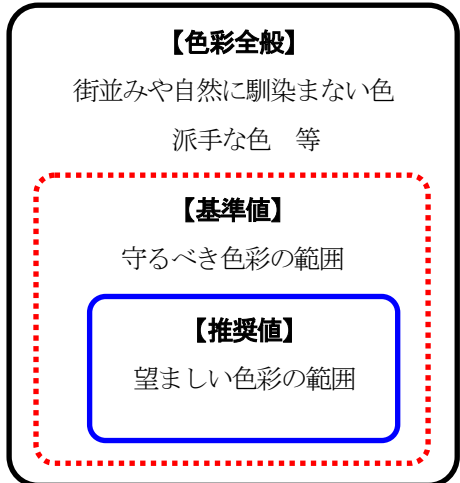 【色彩全般】
街並みや自然に馴染まない色
派手な色　等
【基準値】
守るべき色彩の範囲
【推奨値】
望ましい色彩の範囲